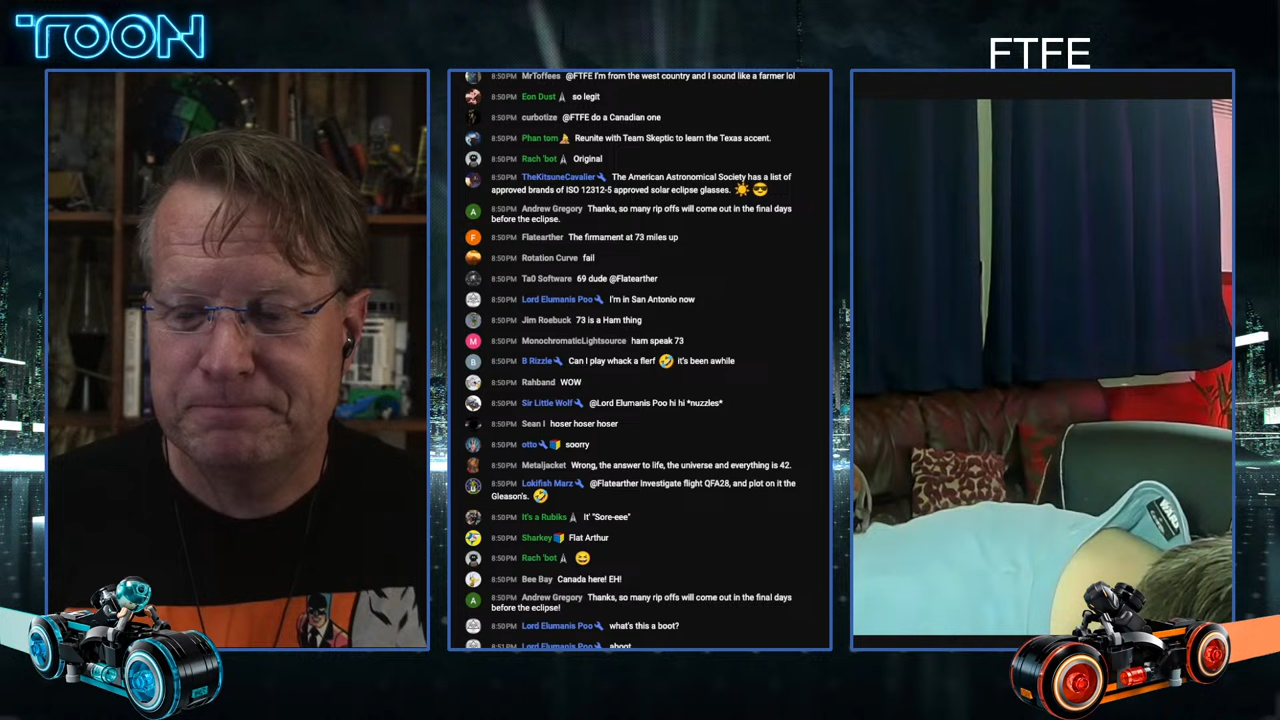 TOON
FTFE
8:50PM MrToffees @FTFE I'm from the west country and I sound like a farmer lol
8:50PM Eon Dust so legit
8:50PM curbotize @FTFE do a Canadian one
8:50PM Phan tom Reunite with Team Skeptic to learn the Texas accent.
8:50PM Rach 'bot Original
8:50PM TheKitsuneCavalier The American Astronomical Society has a list of
approved brands of ISO 12312-5 approved solar eclipse glasses. ☀️😎
8:50PM Andrew Gregory Thanks, so many rip offs will come out in the final days
before the eclipse.
8:50PM Flatearther The firmament at 73 miles up
8:50PM Rotation Curve fail
8:50PM Ta0 Software 69 dude @Flatearther
8:50PM Lord Elumanis Poo I'm in San Antonio now
8:50PM Jim Roebuck 73 is a Ham thing
8:50PM MonochromaticLightsource ham speak 73
8:50PM B Rizzle Can I play whack a flerf 🤣 it's been awhile
8:50PM Rahband WOW
8:50PM Sir Little Wolf @Lord Elumanis Poo hi hi *nuzzles*
8:50PM Sean I hoser hoser hoser
8:50PM otto soorry
8:50PM Metaljacket Wrong, the answer to life, the universe and everything is 42.
8:50PM Lokifish Marz @Flatearther Investigate flight QFA28, and plot on it the
Gleason's. 🤣
8:50PM It's a Rubiks It' "Sore-eee"
8:50PM Sharkey Flat Arthur
8:50PM Rach 'bot 😄
8:50PM Bee Bay Canada here! EH!
8:50PM Andrew Gregory Thanks, so many rip offs will come out in the final days
before the eclipse!
8:50PM Lord Elumanis Poo what's this a boot?
8:51PM Lord Elumanis Poo aboot